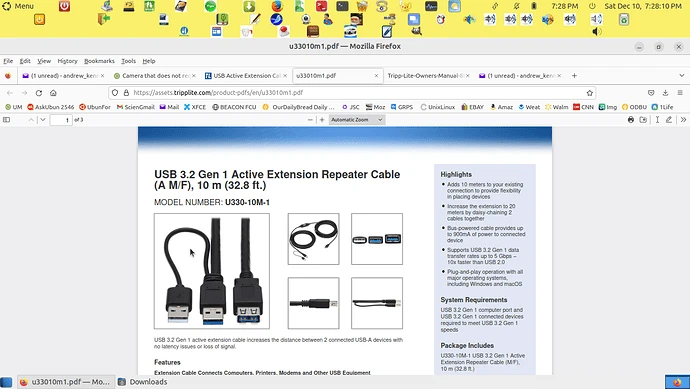 Menu
7:28 PM
Sat Dec 10, 7:28:10 PM
u33010m1.pdf — Mozilla Firefox
File Edit View History Bookmarks Tools Help
(1 unread) - andrew_ken
Camera that does not re
USB Active Extension Ca
u33010m1.pdf
Tripp-Lite-Owners-Manual
(1 unread) - andrew_ken
https://assets.tripplite.com/product-pdfs/en/u33010m1.pdf
UM AskUbun 2546 UbunFor ScienGmail Mail XFCE BEACON FCU OurDailyBread Daily ... JSC Moz GRPS CnetLinux UnixLinux EBAY Amaz Weat Walm CNN Img ODBU 1Life
1 of 3
Automatic Zoom
USB 3.2 Gen 1 Active Extension Repeater Cable
(A M/F), 10 m (32.8 ft.)
MODEL NUMBER: U330-10M-1
USB 3.2 Gen 1 active extension cable increases the distance between 2 connected USB-A devices with
no latency issues or loss of signal.
Features
Extension Cable Connects Computers, Printers, Modems and Other USB Equipment
Highlights
Adds 10 meters to your existing
connection to provide flexibility
in placing devices
Increase the extension to 20
meters by daisy-chaining 2
cables together
Bus-powered cable provides up
to 900mA of power to connected
device
Supports USB 3.2 Gen 1 data
transfer rates up to 5 Gbps –
10x faster than USB 2.0
Plug-and-play operation with all
major operating systems,
including Windows and macOS
System Requirements
USB 3.2 Gen 1 computer port and
USB 3.2 Gen 1 connected devices
required to meet USB 3.2 Gen 1
speeds
Package Includes
U330-10M-1 USB 3.2 Gen 1 Active
Extension Repeater Cable (M/F),
10 m (32.8 ft.)
u33010m1.pdf — Mo...
Downloads